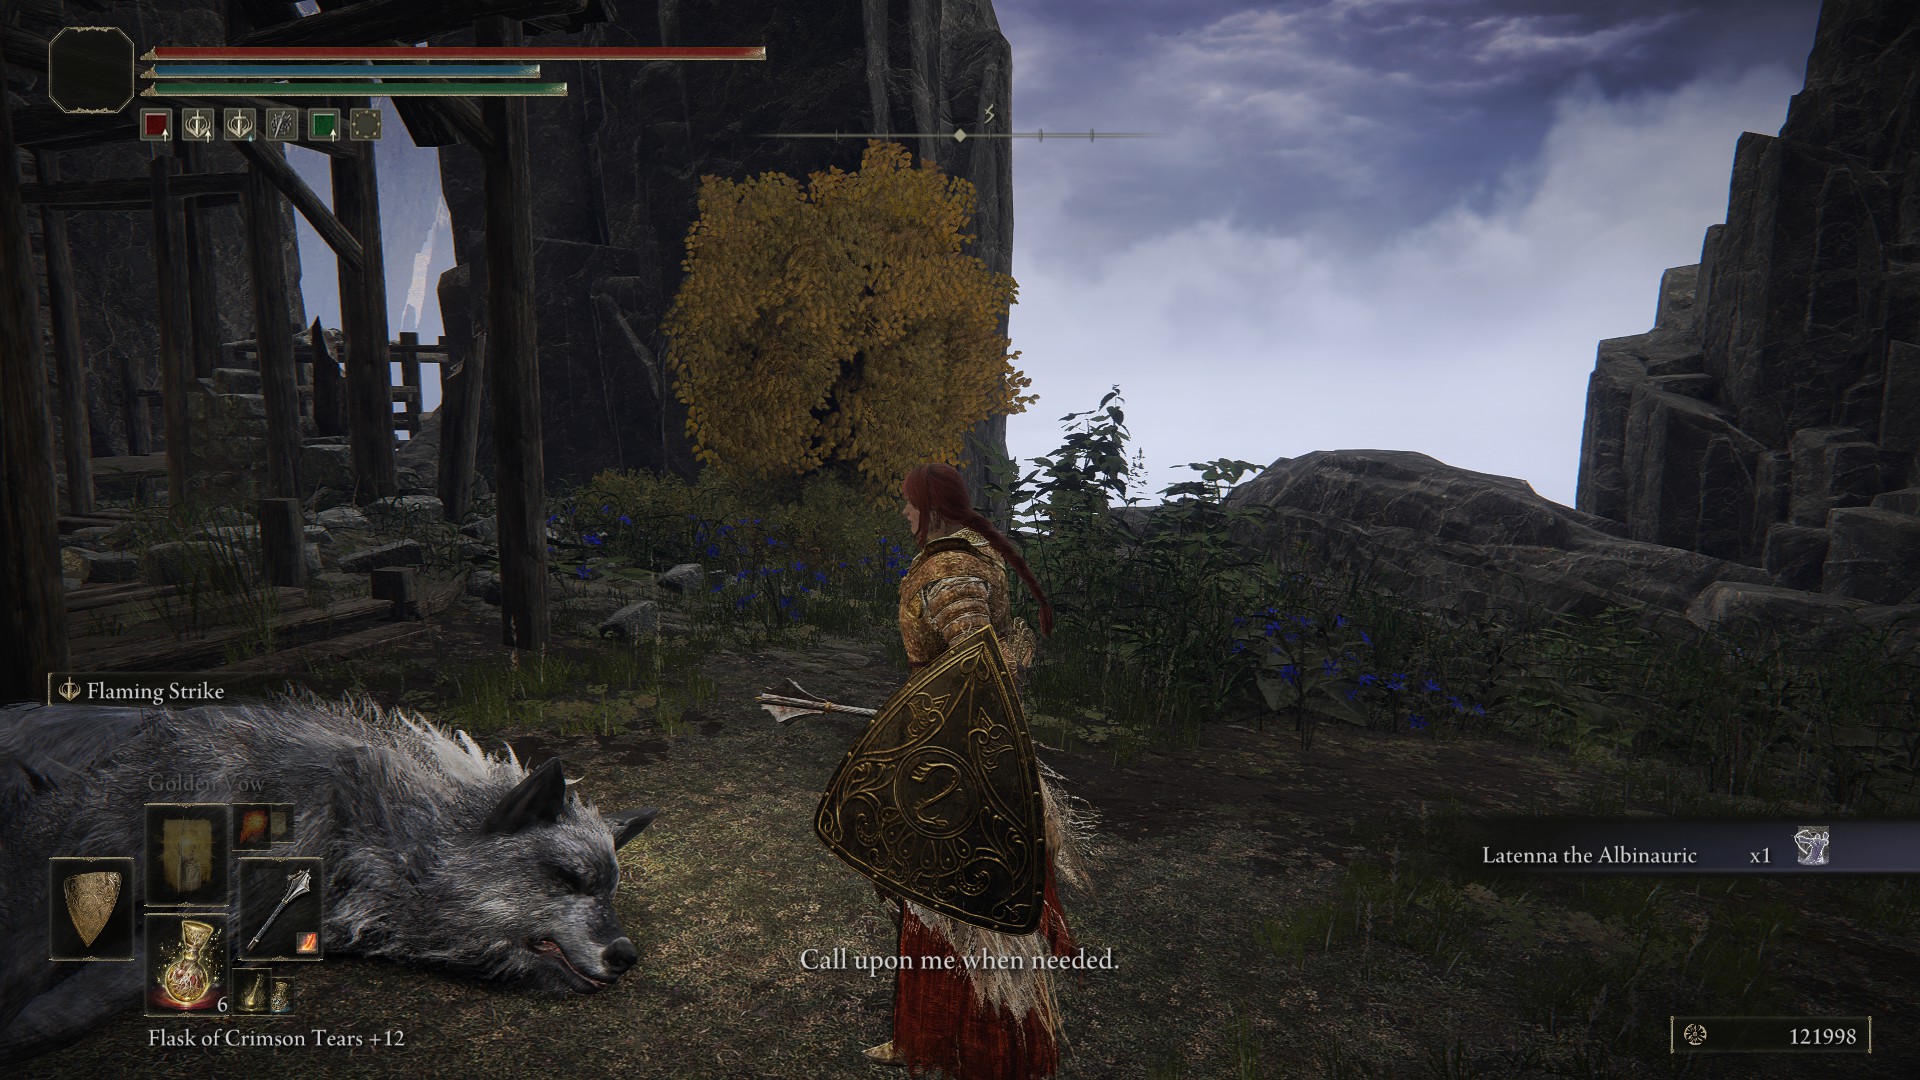 Flaming Strike
Golden Vow
Latenna the Albinauric x1
Call upon me when needed.
6
Flask of Crimson Tears +12
121998